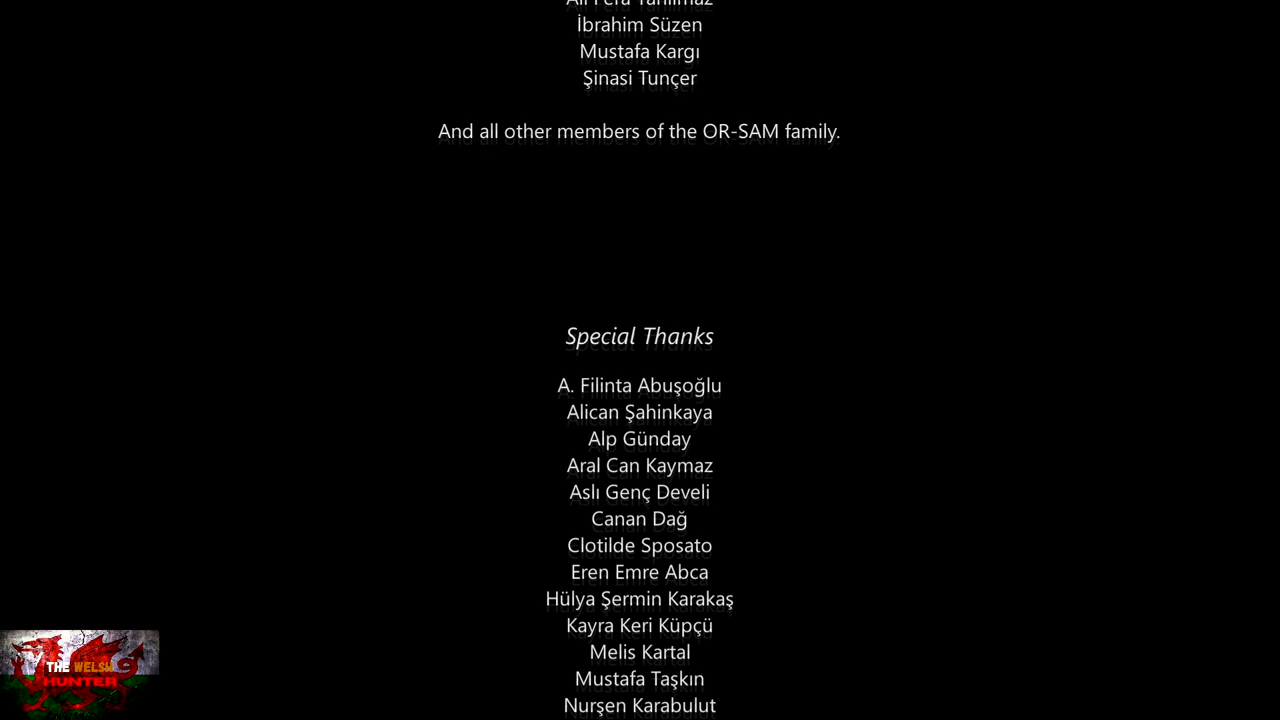 İbrahim Süzen
Mustafa Kargı
Şinasi Tunçer
And all other members of the OR-SAM family.
Special Thanks
A. Filinta Abuşoğlu
Alican Şahinkaya
Alp Günday
Aral Can Kaymaz
Aslı Genç Develi
Canan Dağ
Clotilde Sposato
Eren Emre Abca
Hülya Şermin Karakaş
Kayra Keri Küpçü
Melis Kartal
Mustafa Taşkın
Nurşen Karabulut
THE WELSH
HUNTER